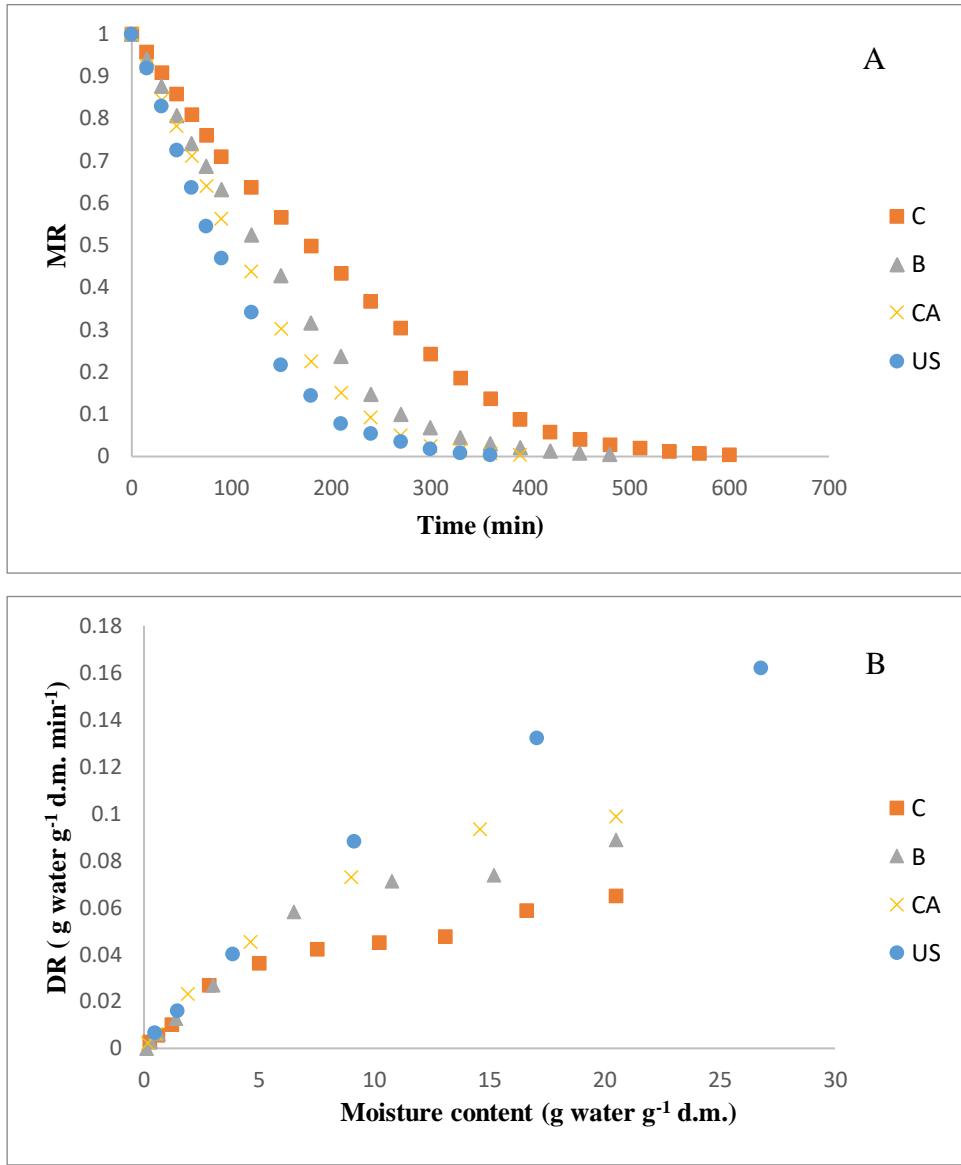 A
1
0.9
0.8
0.7
0.6
0.5
0.4
0.3
0.2
0.1
0
MR
0 100 200 300 400 500 600 700
Time (min)
C
B
CA
US
B
0.18
0.16
0.14
0.12
0.1
0.08
0.06
0.04
0.02
0
DR ( g water g-1 d.m. min-1)
0 5 10 15 20 25 30
Moisture content (g water g-1 d.m.)
C
B
CA
US